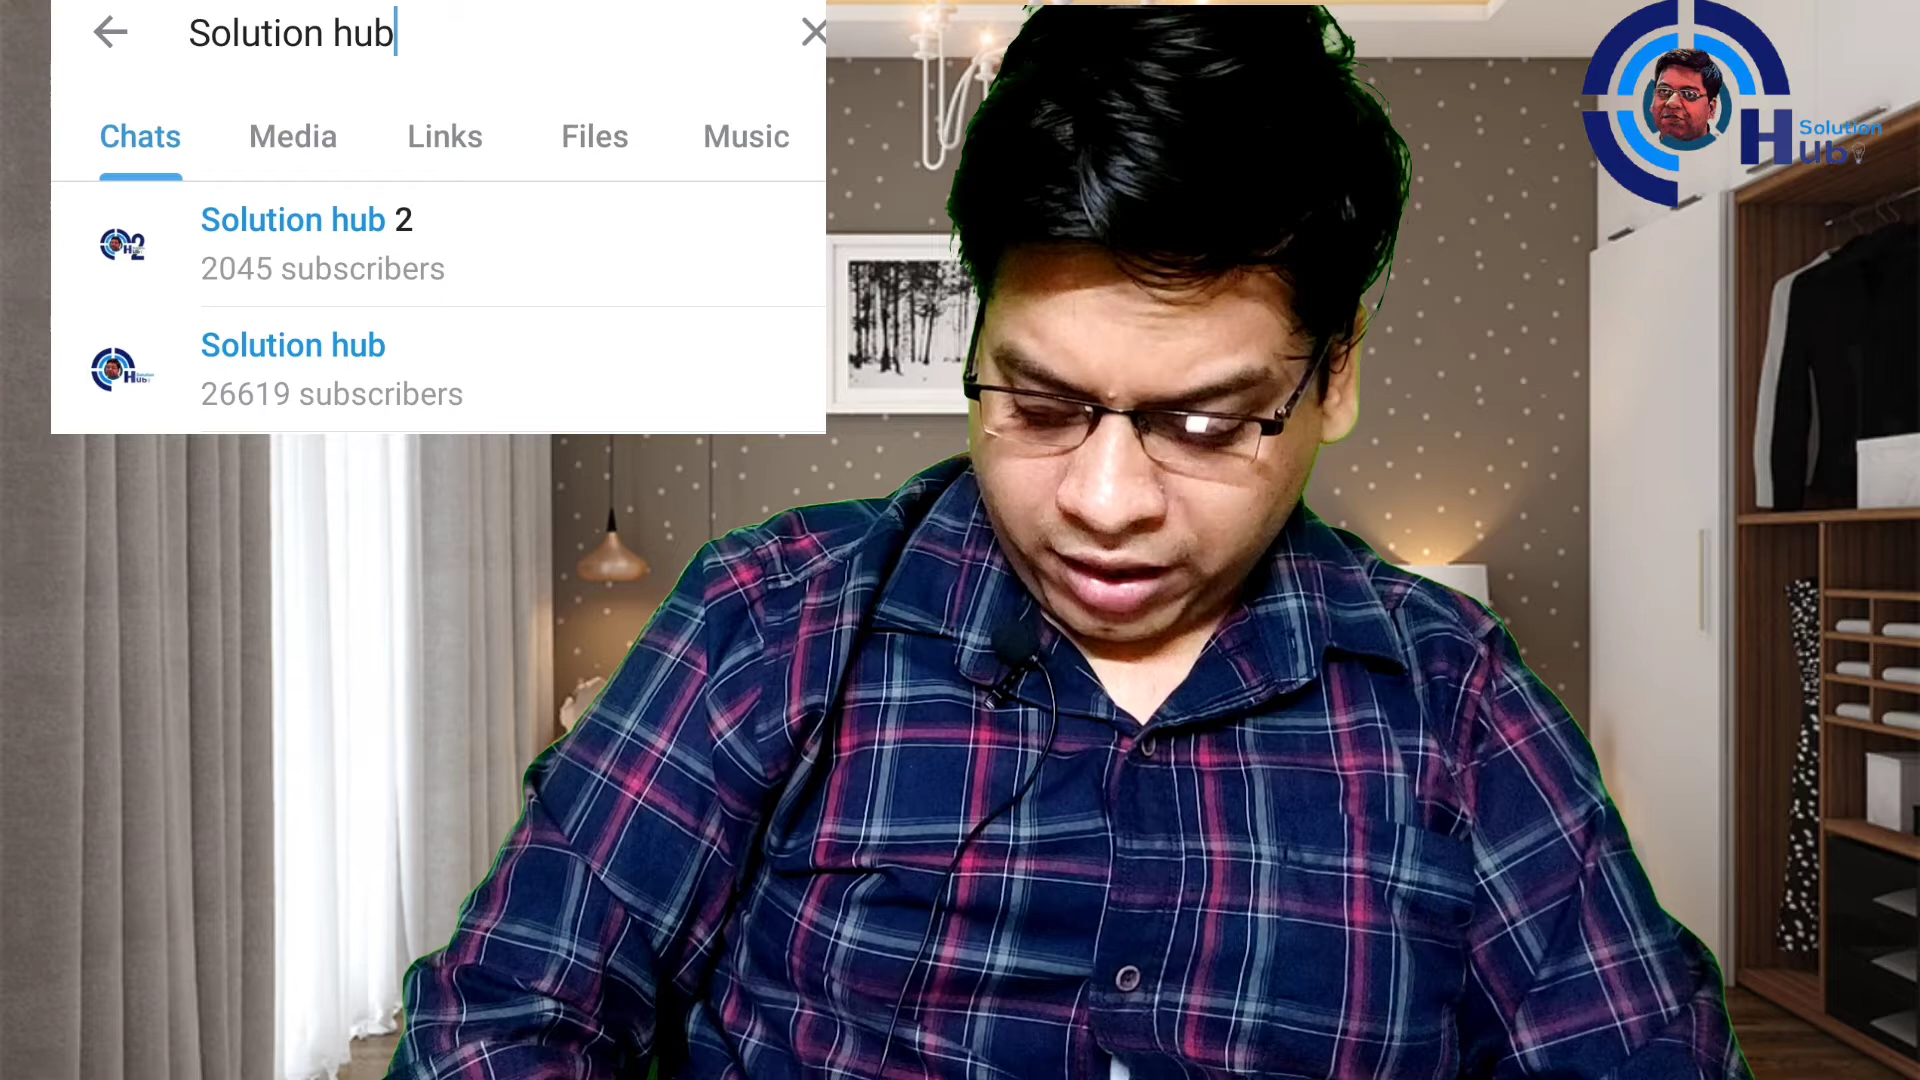 Solution hub
Chats Media Links Files Music
Solution hub 2
2045 subscribers
Solution hub
26619 subscribers
Solution
Hub